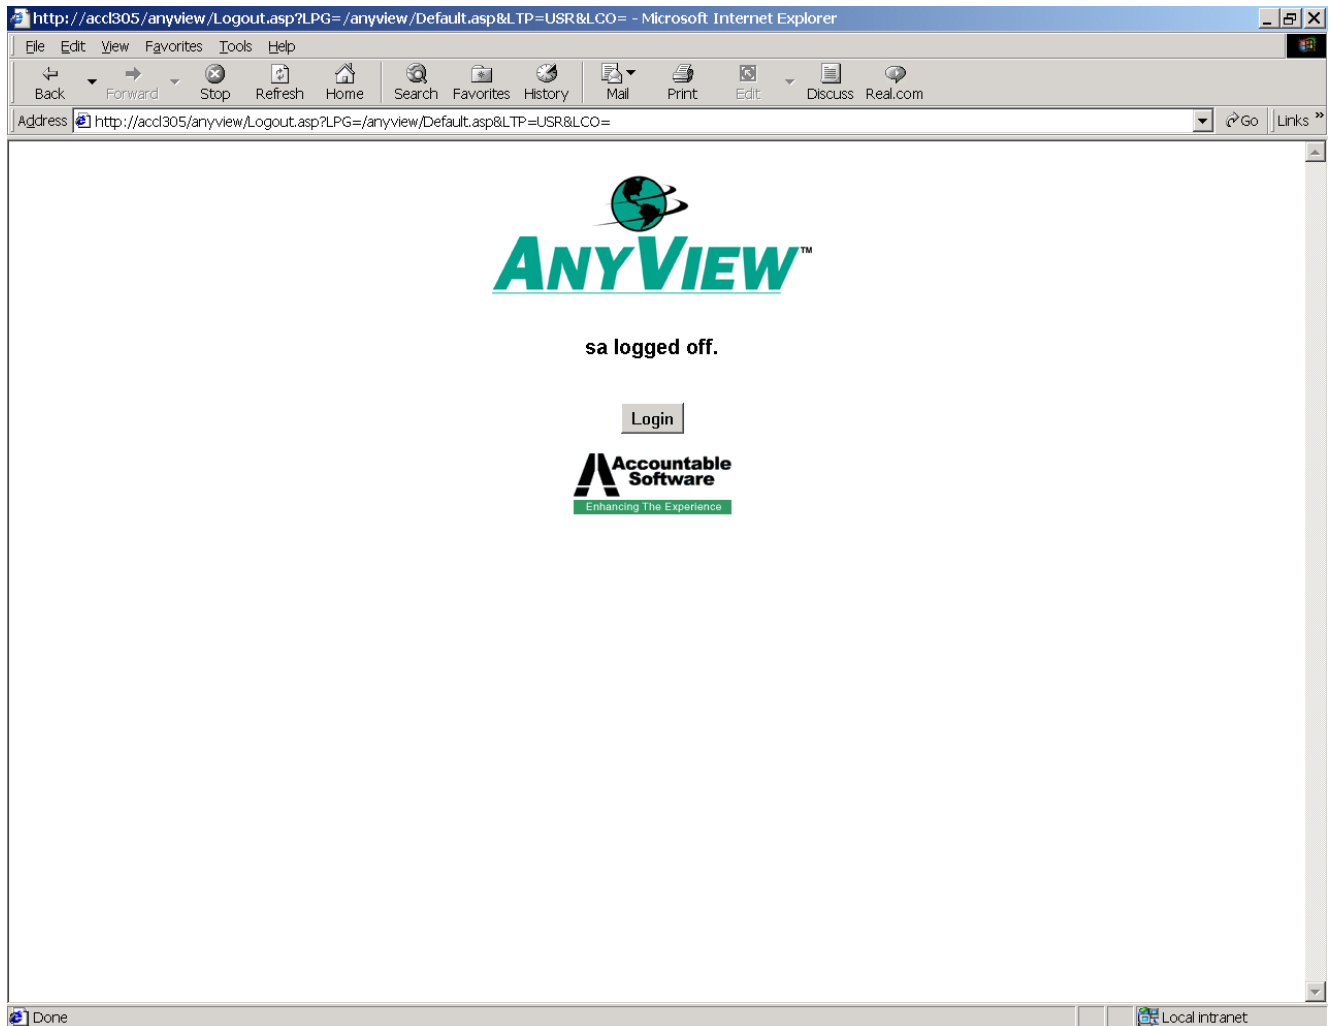 http://accl305/anyview/Logout.asp?LPG=/anyview/Default.asp&LTP=USR&LCO= - Microsoft Internet Explorer
File Edit View Favorites Tools Help
Back Forward Stop Refresh Home Search Favorites History Mail Print Edit Discuss Real.com
Address http://accl305/anyview/Logout.asp?LPG=/anyview/Default.asp&LTP=USR&LCO= Go Links »
ANYVIEW™
sa logged off.
Login
Accountable
Software
Enhancing The Experience
Done Local intranet